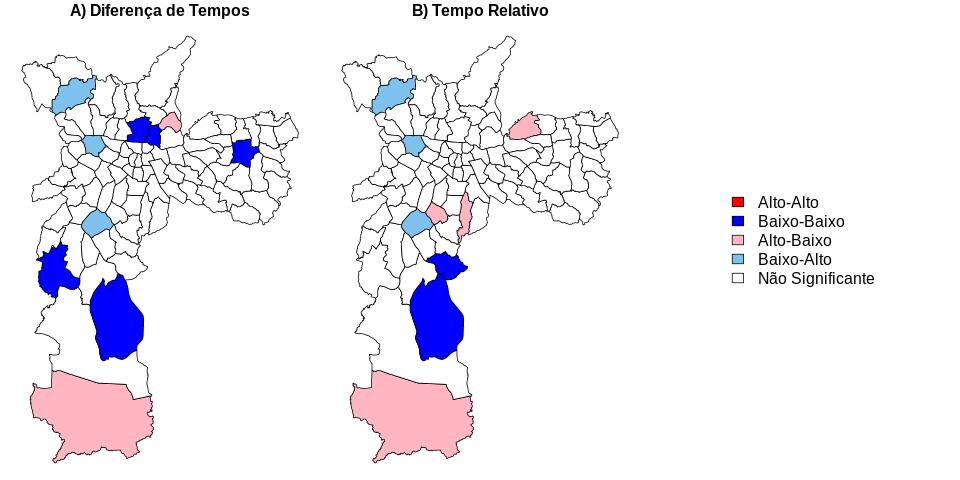 A) Diferença de Tempos
B) Tempo Relativo
Alto-Alto
Baixo-Baixo
Alto-Baixo
Baixo-Alto
Não Significante